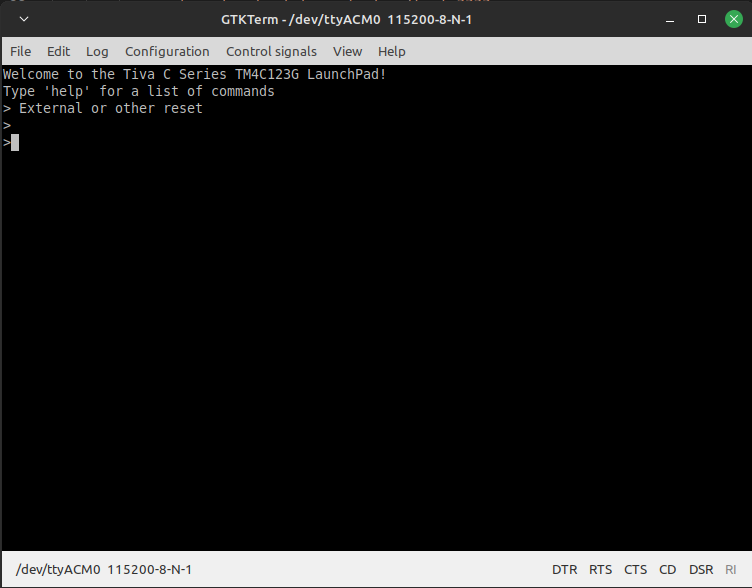 GTKTerm - /dev/ttyACM0 115200-8-N-1
File Edit Log Configuration Control signals View Help
Welcome to the Tiva C Series TM4C123G LaunchPad!
Type 'help' for a list of commands
> External or other reset
>
>
/dev/ttyACM0 115200-8-N-1 DTR RTS CTS CD DSR RI